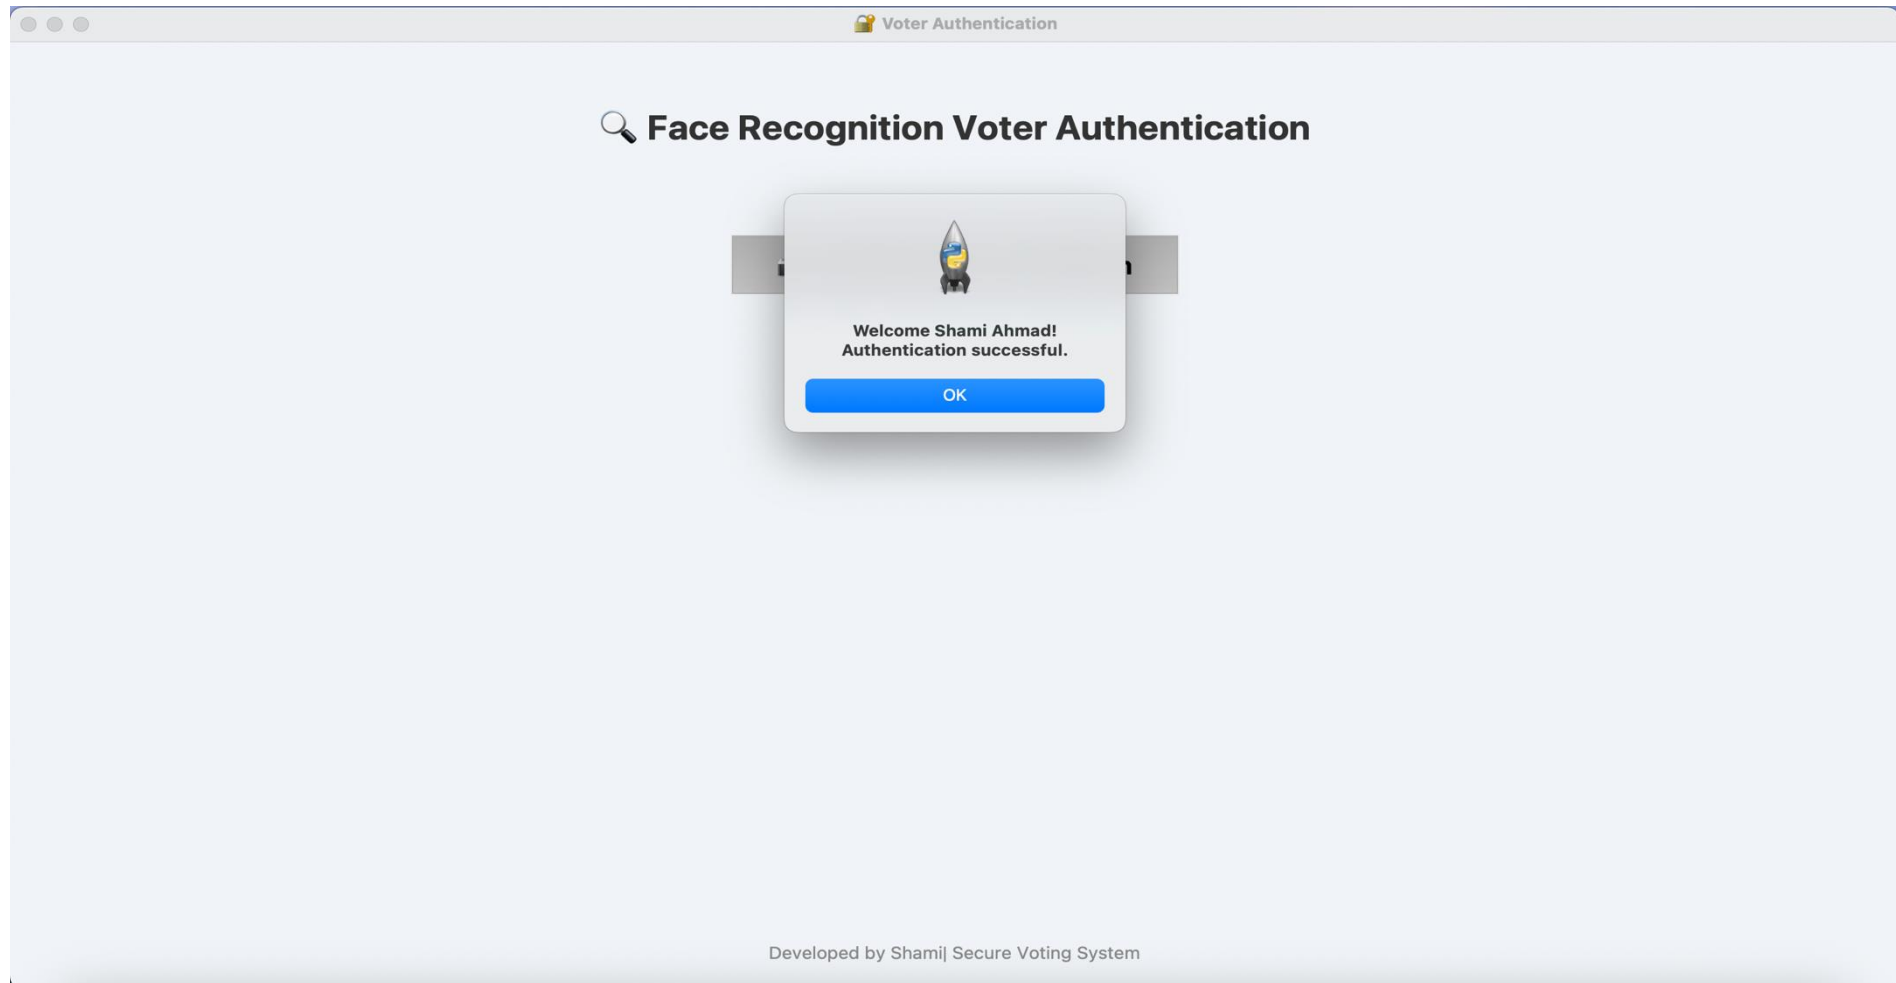 Voter Authentication
Face Recognition Voter Authentication
Welcome Shami Ahmad!
Authentication successful.
OK
Developed by Shami| Secure Voting System